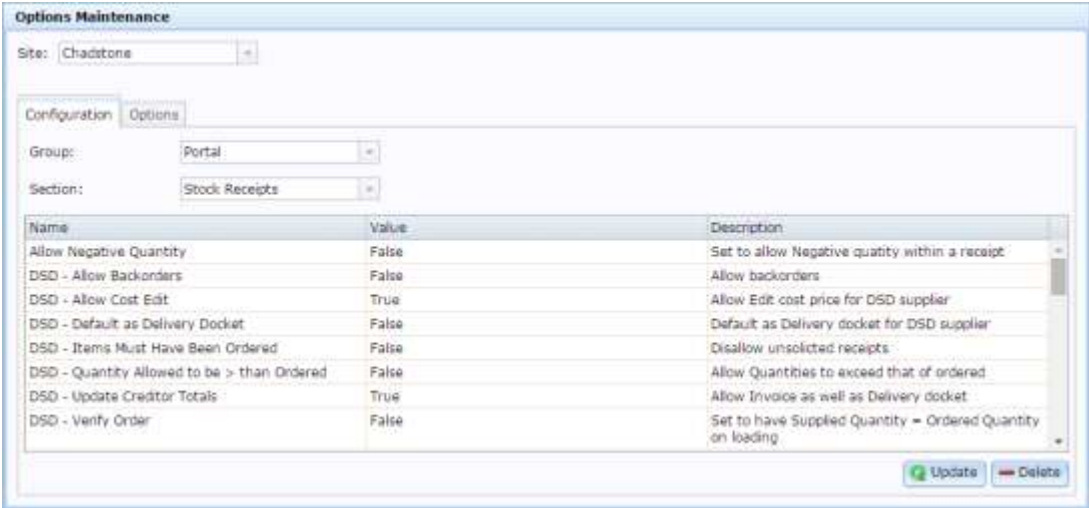 Options Maintenance
Site: Chadstone
Configuration Options
Group: Portal
Section: Stock Receipts
Name Value Description
Allow Negative Quantity False Set to allow Negative quatity within a receipt
DSD - Allow Backorders False Allow backorders
DSD - Allow Cost Edit True Allow Edit cost price for DSD supplier
DSD - Default as Delivery Docket False Default as Delivery docket for DSD supplier
DSD - Items Must Have Been Ordered False Disallow unsolicted receipts
DSD - Quantity Allowed to be > than Ordered False Allow Quantities to exceed that of ordered
DSD - Update Creditor Totals True Allow Invoice as well as Delivery docket
DSD - Verify Order False Set to have Supplied Quantity = Ordered Quantity
on loading
Update Delete